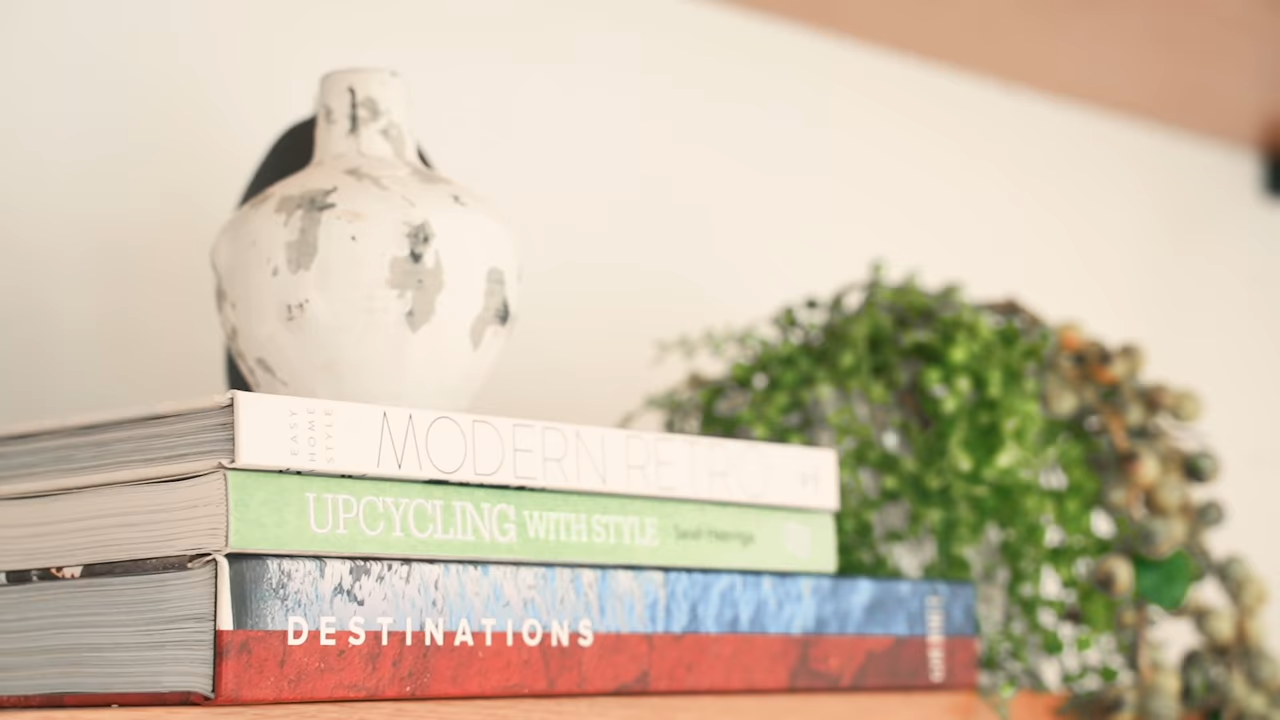 EASY
HOME
STYLE
MODERN RETRO
UPCYCLING WITH STYLE
DESTINATIONS